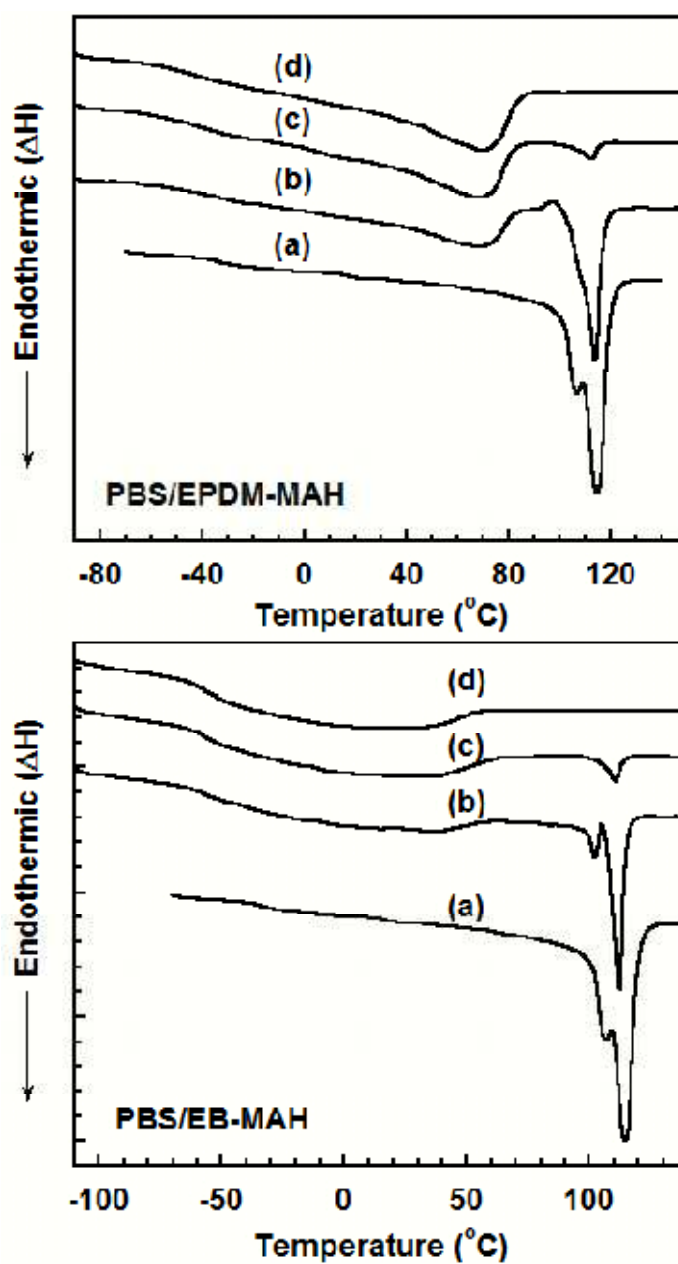 (d)
(c)
(b)
(a)
Endothermic (ΔH)
PBS/EPDM-MAH
-80 -40 0 40 80 120
Temperature (°C)
(d)
(c)
(b)
(a)
Endothermic (ΔH)
PBS/EB-MAH
-100 -50 0 50 100
Temperature (°C)